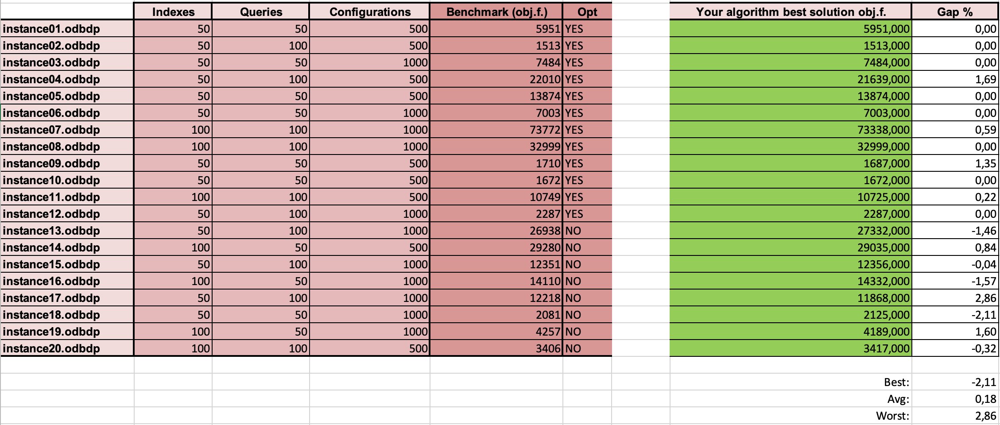 Indexes Queries Configurations Benchmark (obj.f.) Opt Your algorithm best solution obj.f. Gap %
instance01.odbdp 50 50 500 5951 YES 5951,000 0,00
instance02.odbdp 50 100 500 1513 YES 1513,000 0,00
instance03.odbdp 50 50 1000 7484 YES 7484,000 0,00
instance04.odbdp 50 100 500 22010 YES 21639,000 1,69
instance05.odbdp 50 50 500 13874 YES 13874,000 0,00
instance06.odbdp 50 50 1000 7003 YES 7003,000 0,00
instance07.odbdp 100 100 1000 73772 YES 73338,000 0,59
instance08.odbdp 100 100 1000 32999 YES 32999,000 0,00
instance09.odbdp 50 50 500 1710 YES 1687,000 1,35
instance10.odbdp 50 50 500 1672 YES 1672,000 0,00
instance11.odbdp 100 100 500 10749 YES 10725,000 0,22
instance12.odbdp 50 100 1000 2287 YES 2287,000 0,00
instance13.odbdp 50 100 1000 26938 NO 27332,000 -1,46
instance14.odbdp 100 50 500 29280 NO 29035,000 0,84
instance15.odbdp 50 100 1000 12351 NO 12356,000 -0,04
instance16.odbdp 100 50 1000 14110 NO 14332,000 -1,57
instance17.odbdp 50 100 1000 12218 NO 11868,000 2,86
instance18.odbdp 50 50 1000 2081 NO 2125,000 -2,11
instance19.odbdp 100 50 1000 4257 NO 4189,000 1,60
instance20.odbdp 100 100 500 3406 NO 3417,000 -0,32
Best: -2,11
Avg: 0,18
Worst: 2,86